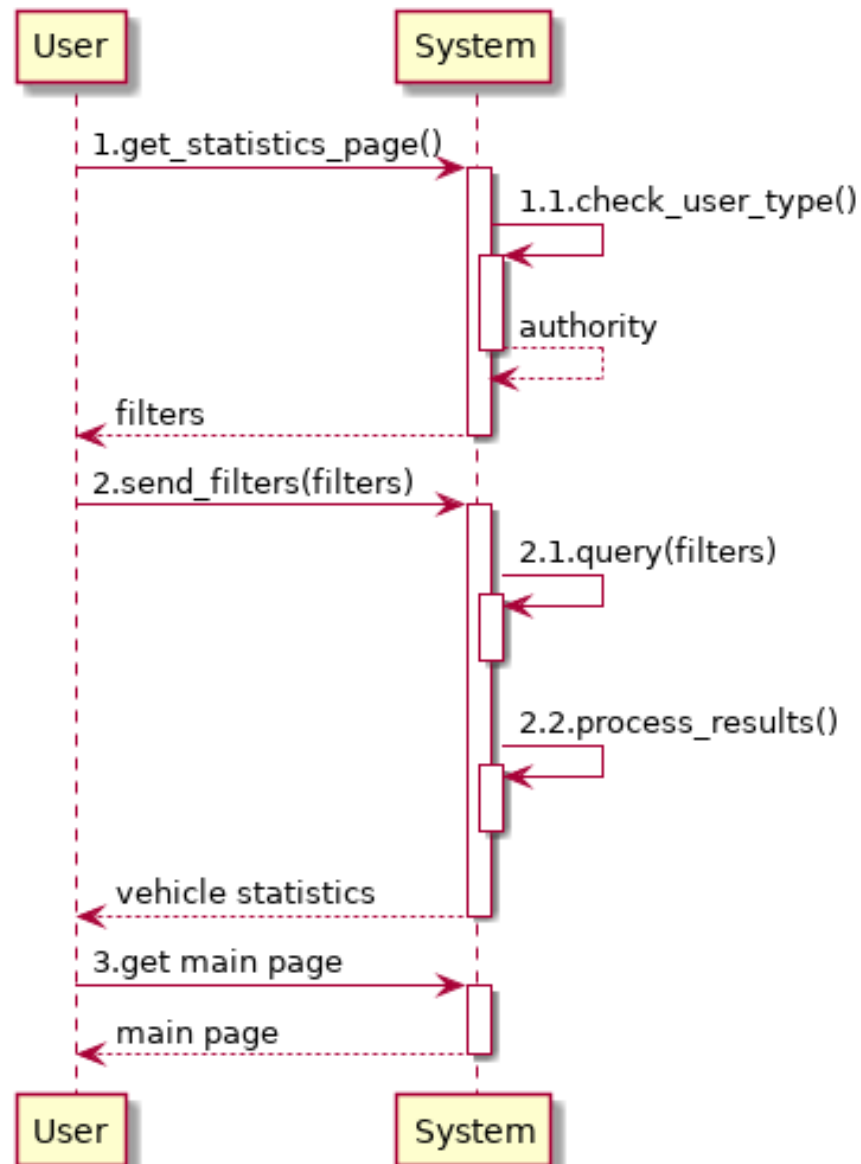 User
System
1.get_statistics_page()
1.1.check_user_type()
authority
filters
2.send_filters(filters)
2.1.query(filters)
2.2.process_results()
vehicle statistics
3.get main page
main page
User
System